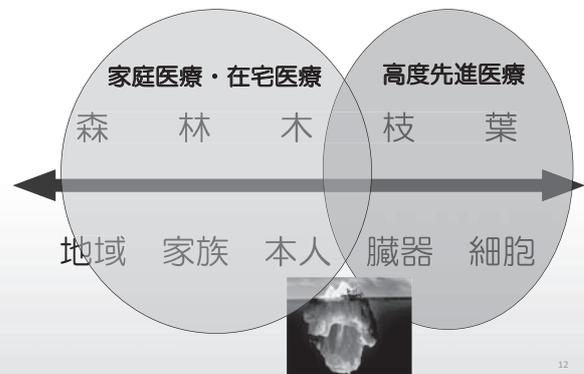 家庭医療・在宅医療 高度先進医療
森 林 木 枝 葉
地域 家族 本人 臓器 細胞
12